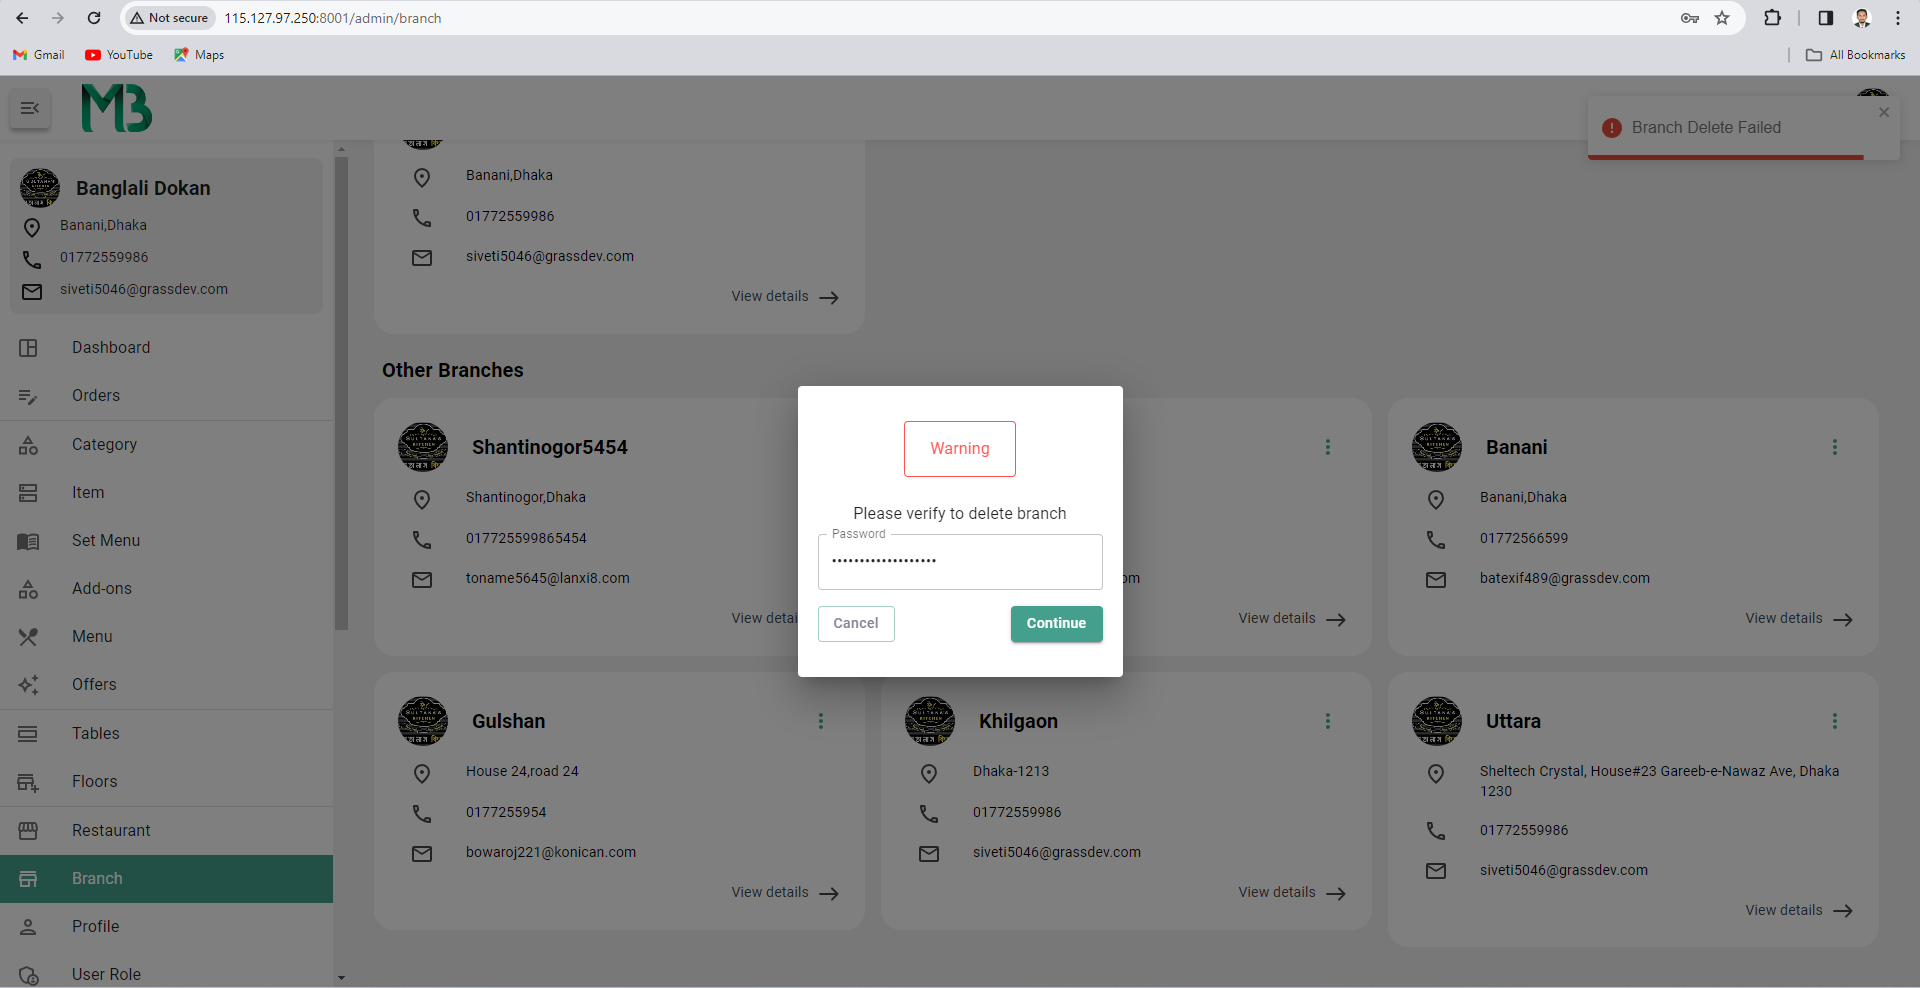 Not secure
115.127.97.250:8001/admin/branch
Gmail
YouTube
Maps
All Bookmarks
MB
Branch Delete Failed
Banglali Dokan
Banani,Dhaka
01772559986
siveti5046@grassdev.com
Dashboard
Orders
Category
Item
Set Menu
Add-ons
Menu
Offers
Tables
Floors
Restaurant
Branch
Profile
User Role
Banani,Dhaka
01772559986
siveti5046@grassdev.com
View details
Other Branches
Shantinogor5454
Shantinogor,Dhaka
017725599865454
toname5645@lanxi8.com
View detai
om
View details
Banani
Banani,Dhaka
01772566599
batexif489@grassdev.com
View details
Warning
Please verify to delete branch
Password
•••••••••••••••••••
Cancel
Continue
Gulshan
House 24,road 24
0177255954
bowaroj221@konican.com
View details
Khilgaon
Dhaka-1213
01772559986
siveti5046@grassdev.com
View details
Uttara
Sheltech Crystal, House#23 Gareeb-e-Nawaz Ave, Dhaka
1230
01772559986
siveti5046@grassdev.com
View details